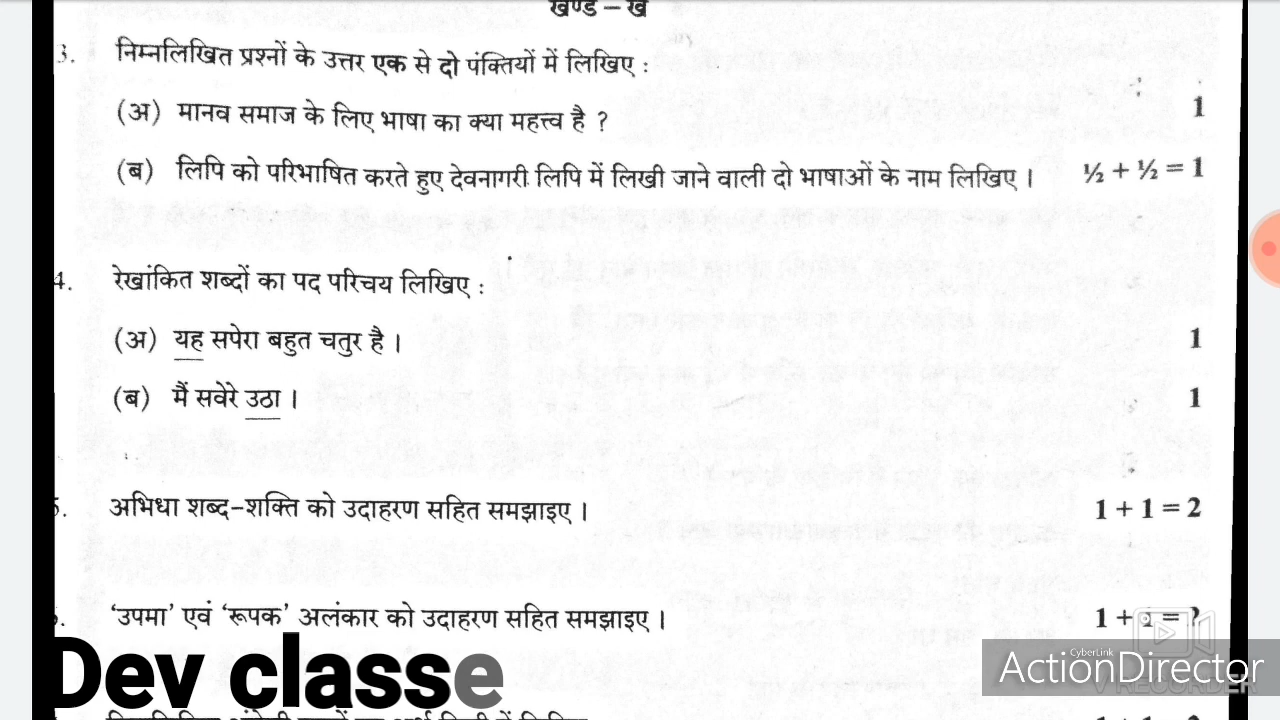 खण्ड – ख
3. निम्नलिखित प्रश्नों के उत्तर एक से दो पंक्तियों में लिखिए :
(अ) मानव समाज के लिए भाषा का क्या महत्त्व है ? 1
(ब) लिपि को परिभाषित करते हुए देवनागरी लिपि में लिखी जाने वाली दो भाषाओं के नाम लिखिए । ½ + ½ = 1
4. रेखांकित शब्दों का पद परिचय लिखिए :
(अ) यह सपेरा बहुत चतुर है । 1
(ब) मैं सवेरे उठा । 1
5. अभिधा शब्द-शक्ति को उदाहरण सहित समझाइए । 1 + 1 = 2
'उपमा' एवं 'रूपक' अलंकार को उदाहरण सहित समझाइए । 1 +
Dev classe
CyberLink
ActionDirector